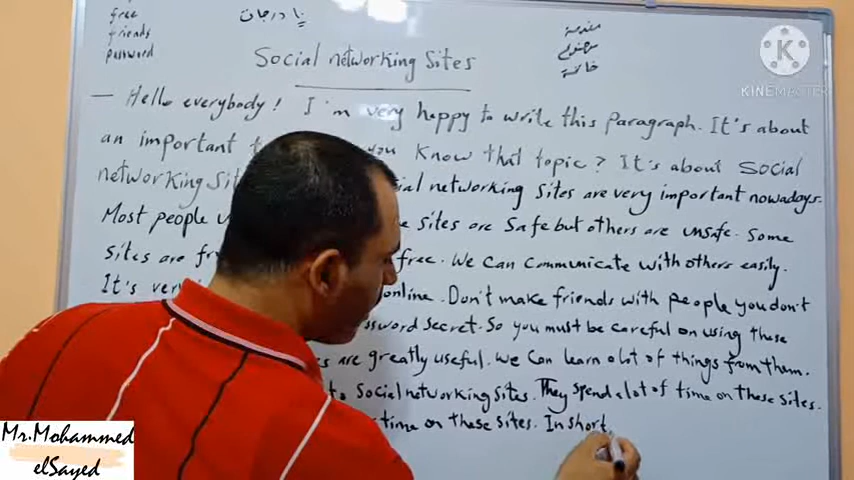 free
friends
password
يا درجات
مقدمة
موضوع
خاتمة
Social networking Sites
KINEMASTER
— Hello everybody! I'm very happy to write this paragraph. It's about
an important you know that topic? It's about Social
networking networking sites are very important nowadays.
Most people sites are safe but others are unsafe. Some
sites are free. We can communicate with others easily.
It's online. Don't make friends with people you don't
password secret. So you must be careful on using these
are greatly useful. we can learn a lot of things from them.
to social networking sites. They spend a lot of time on these sites.
time on these sites. In short,
Mr.Mohammed
elSayed